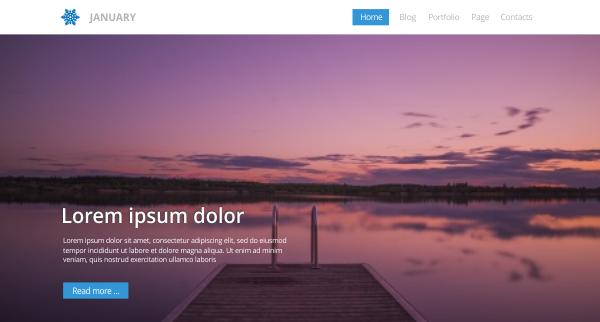 JANUARY
Home Blog Portfolio Page Contacts
Lorem ipsum dolor
Lorem ipsum dolor sit amet, consectetur adipiscing elit, sed do eiusmod
tempor incididunt ut labore et dolore magna aliqua. Ut enim ad minim
veniam, quis nostrud exercitation ullamco laboris
Read more ...